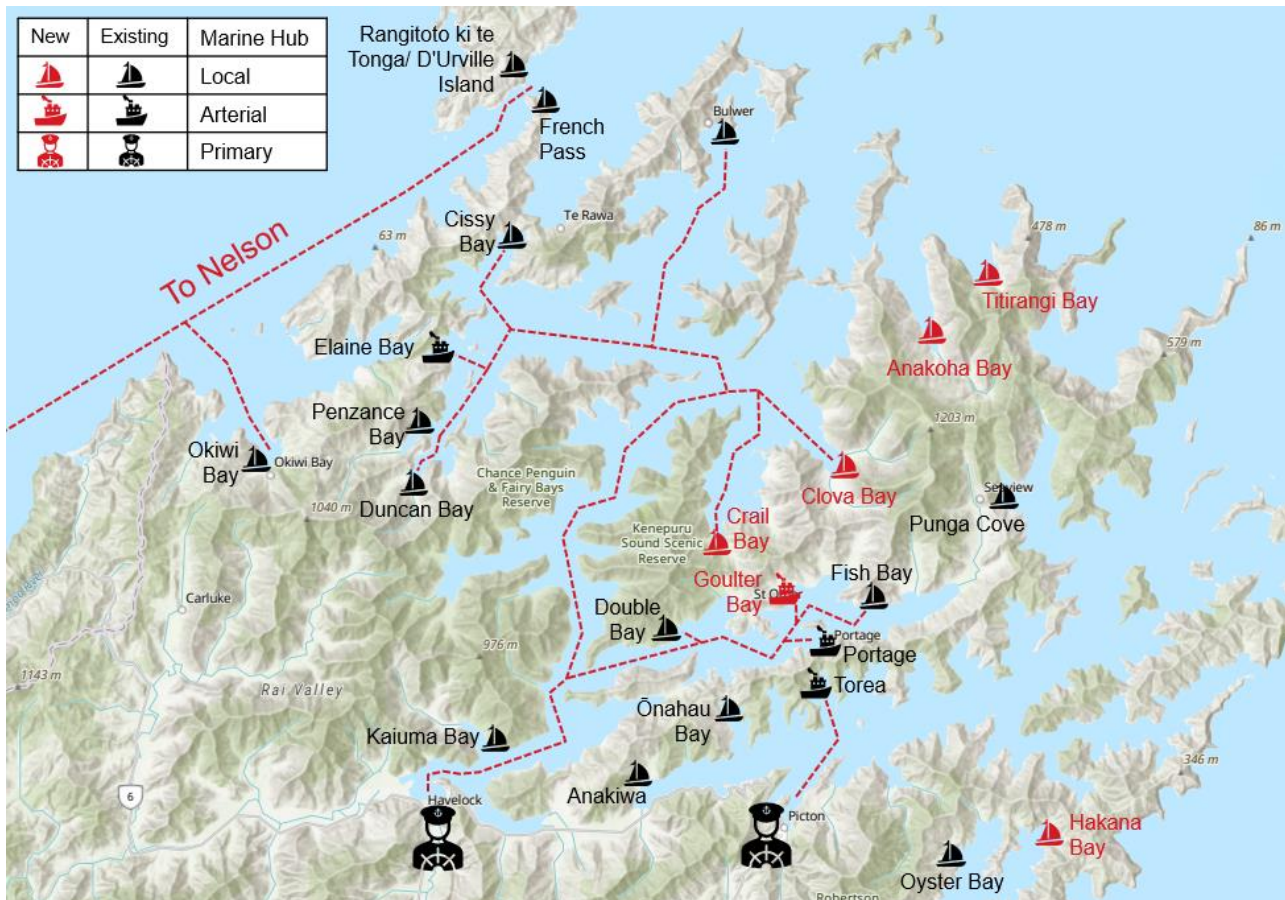 New Existing Marine Hub
Local
Arterial
Primary
Rangitoto ki te
Tonga/ D'Urville
Island
French
Pass
Bulwer
Cissy
Bay
Te Rawa
63 m
478 m
86 m
To Nelson
Titirangi Bay
Elaine Bay
Anakoha Bay
579 m
Penzance
Bay
1203 m
Okiwi
Bay
Okiwi Bay
Duncan Bay
Chance Penguin
& Fairy Bays
Reserve
Clova Bay
Punga Cove
1040 m
Crail
Bay
Kenepuru
Sound Scenic
Reserve
Goulter
Bay
Fish Bay
Carluke
Double
Bay
Portage
Portage
976 m
1143 m
Rai Valley
Torea
Ōnahau
Bay
Kaiuma Bay
346 m
Anakiwa
6
Havelock
Picton
Hakana
Bay
Oyster Bay
Robertson